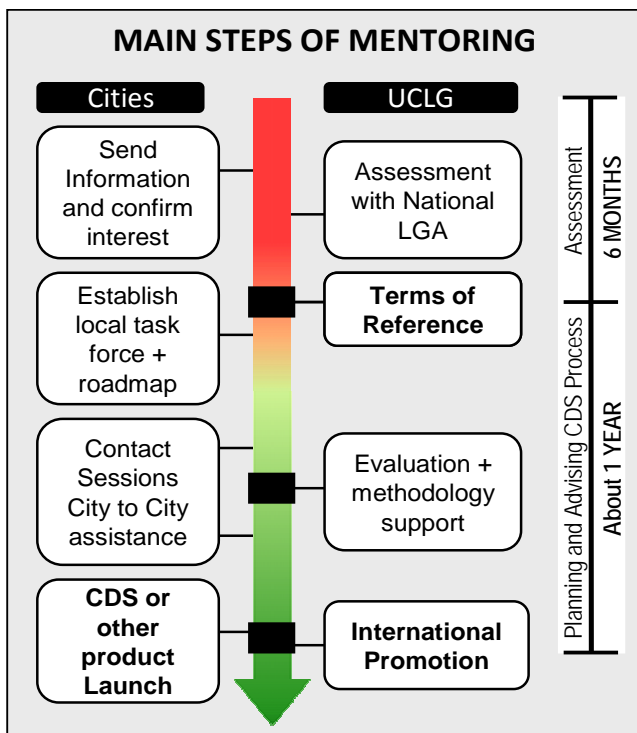 MAIN STEPS OF MENTORING
Cities
UCLG
Send
Information
and confirm
interest
Assessment
with National
LGA
Establish
local task
force +
roadmap
Terms of
Reference
Contact
Sessions
City to City
assistance
Evaluation +
methodology
support
CDS or
other
product
Launch
International
Promotion
Assessment
6 MONTHS
Planning and Advising CDS Process
About 1 YEAR